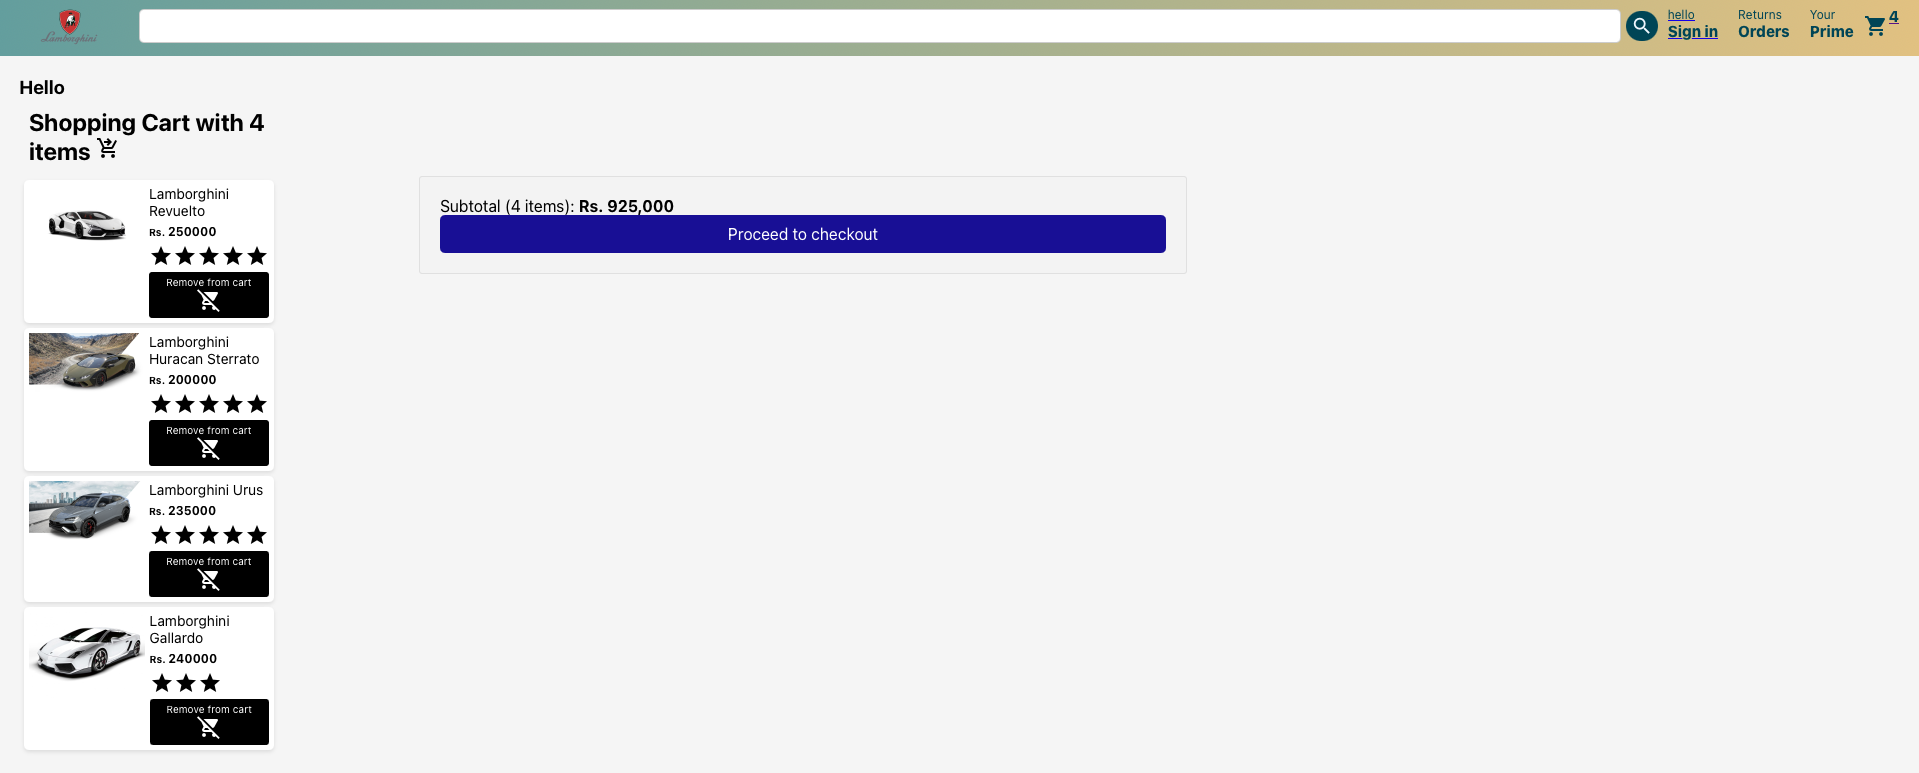 Lamborghini
hello
Sign in
Returns
Orders
Your
Prime
4
Hello
Shopping Cart with 4
items
Lamborghini
Revuelto
Rs. 250000
Remove from cart
Lamborghini
Huracan Sterrato
Rs. 200000
Remove from cart
Lamborghini Urus
Rs. 235000
Remove from cart
Lamborghini
Gallardo
Rs. 240000
Remove from cart
Subtotal (4 items): Rs. 925,000
Proceed to checkout